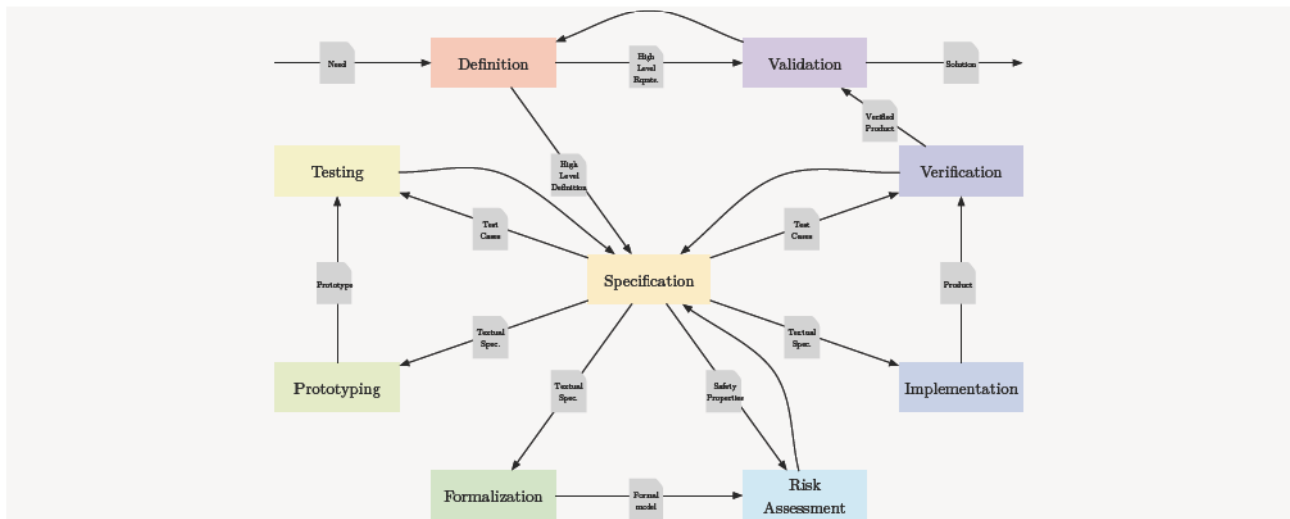 Need
Definition
High
Level
Rqmts.
Validation
Solution
Verified
Product
Testing
High
Level
Definition
Verification
Test
Cases
Test
Cases
Specification
Prototype
Product
Textual
Spec.
Textual
Spec.
Prototyping
Textual
Spec.
Safety
Properties
Implementation
Formalization
Formal
model
Risk
Assessment